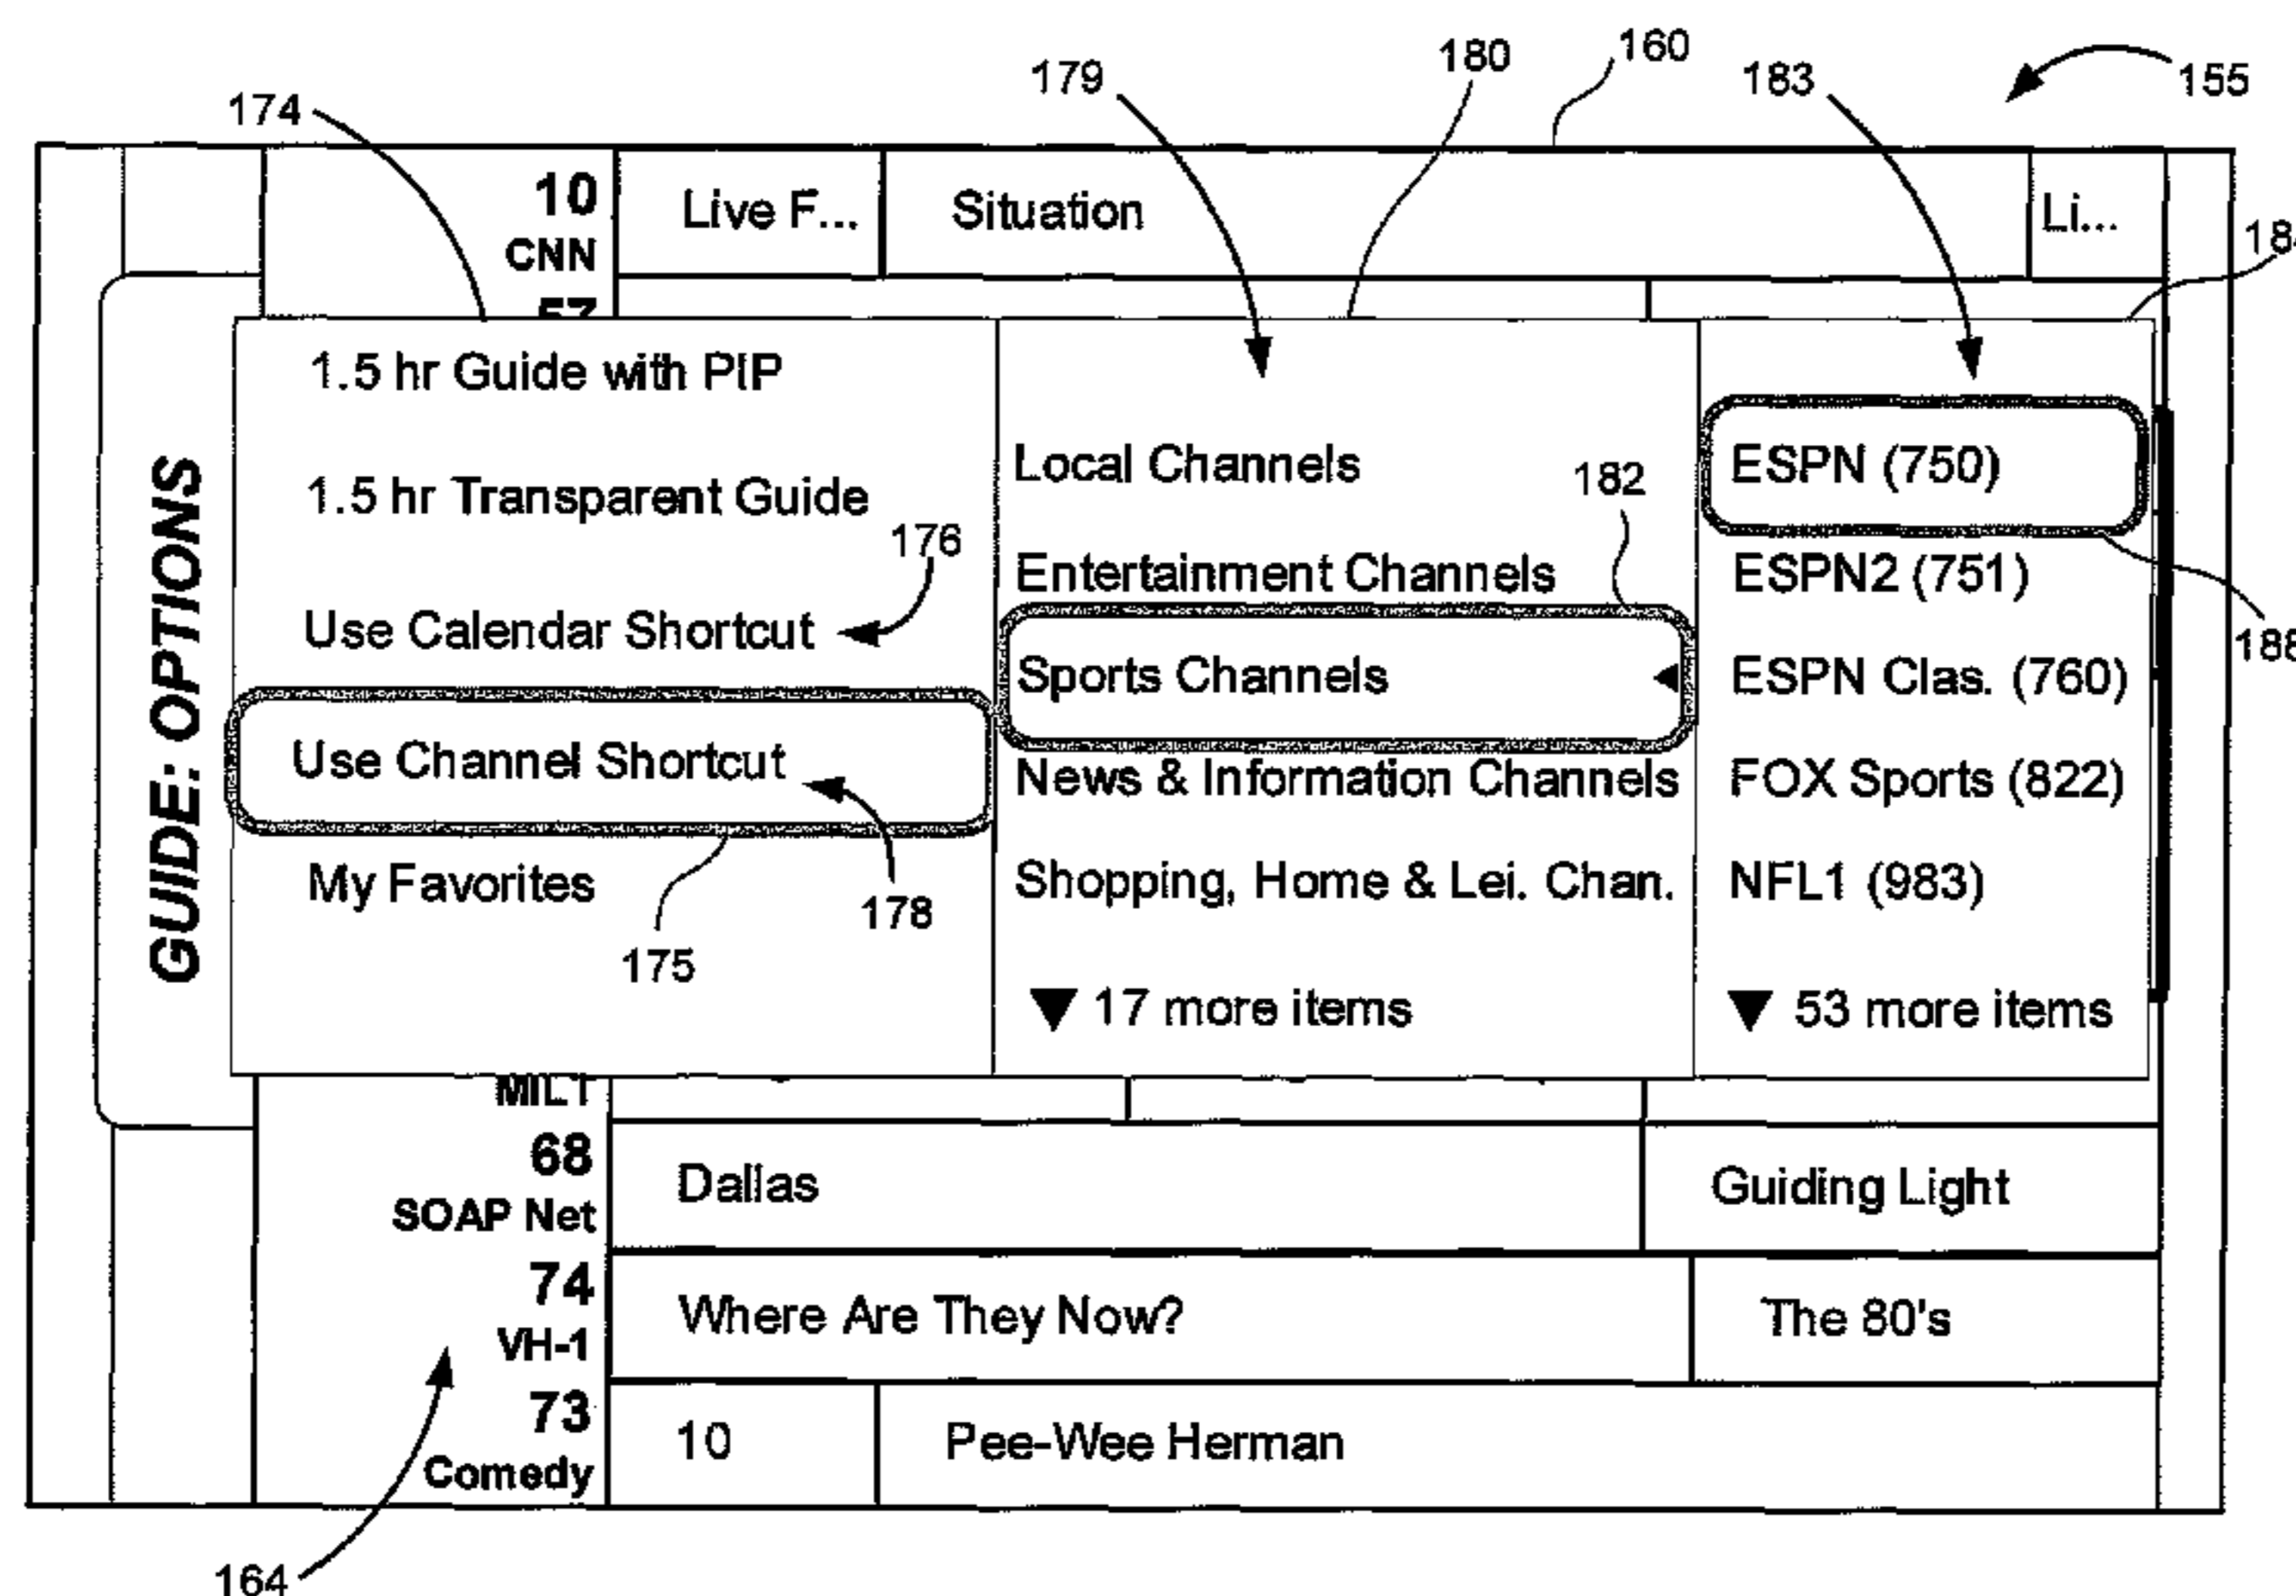 179
180
160
183
155
174
10
CNN
Live F...
Situation
Li...
57
1.5 hr Guide with PIP
1.5 hr Transparent Guide
176
Use Calendar Shortcut
Use Channel Shortcut
My Favorites
178
175
GUIDE: OPTIONS
Local Channels
182
Entertainment Channels
Sports Channels
News & Information Channels
Shopping, Home & Lei. Chan.
▼ 17 more items
ESPN (750)
ESPN2 (751)
188
ESPN Clas. (760)
FOX Sports (822)
NFL1 (983)
▼ 53 more items
68
SOAP Net
Dallas
Guiding Light
74
VH-1
Where Are They Now?
The 80's
73
Comedy
10
Pee-Wee Herman
164